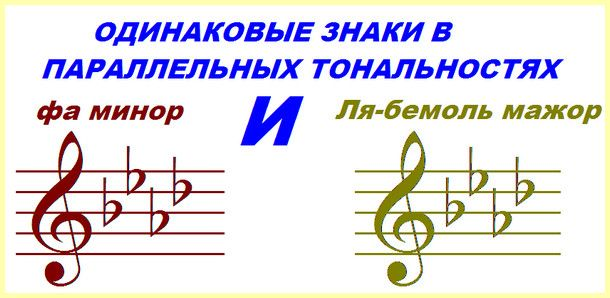 ОДИНАКОВЫЕ ЗНАКИ В
ПАРАЛЛЕЛЬНЫХ ТОНАЛЬНОСТЯХ
фа минор И Ля-бемоль мажор